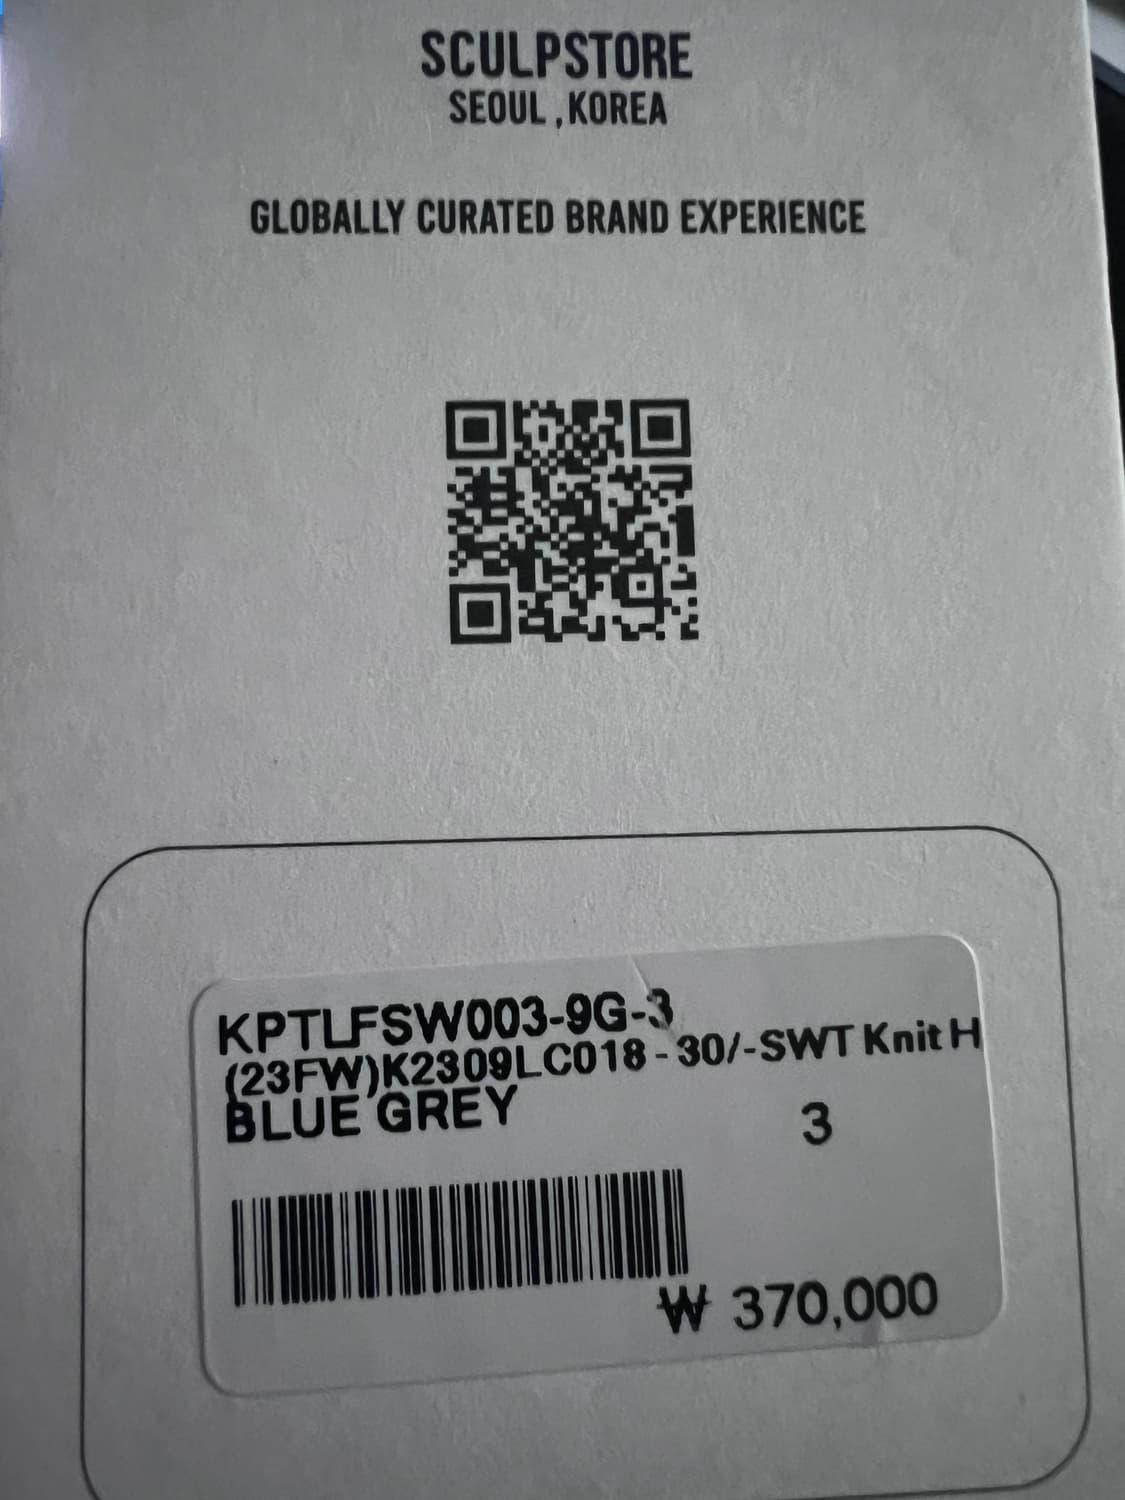 SCULPSTORE
SEOUL , KOREA
GLOBALLY CURATED BRAND EXPERIENCE
KPTLFSW003-9G-3
(23FW)K2309LC018 - 30/-SWT Knit H
BLUE GREY 3
₩ 370,000